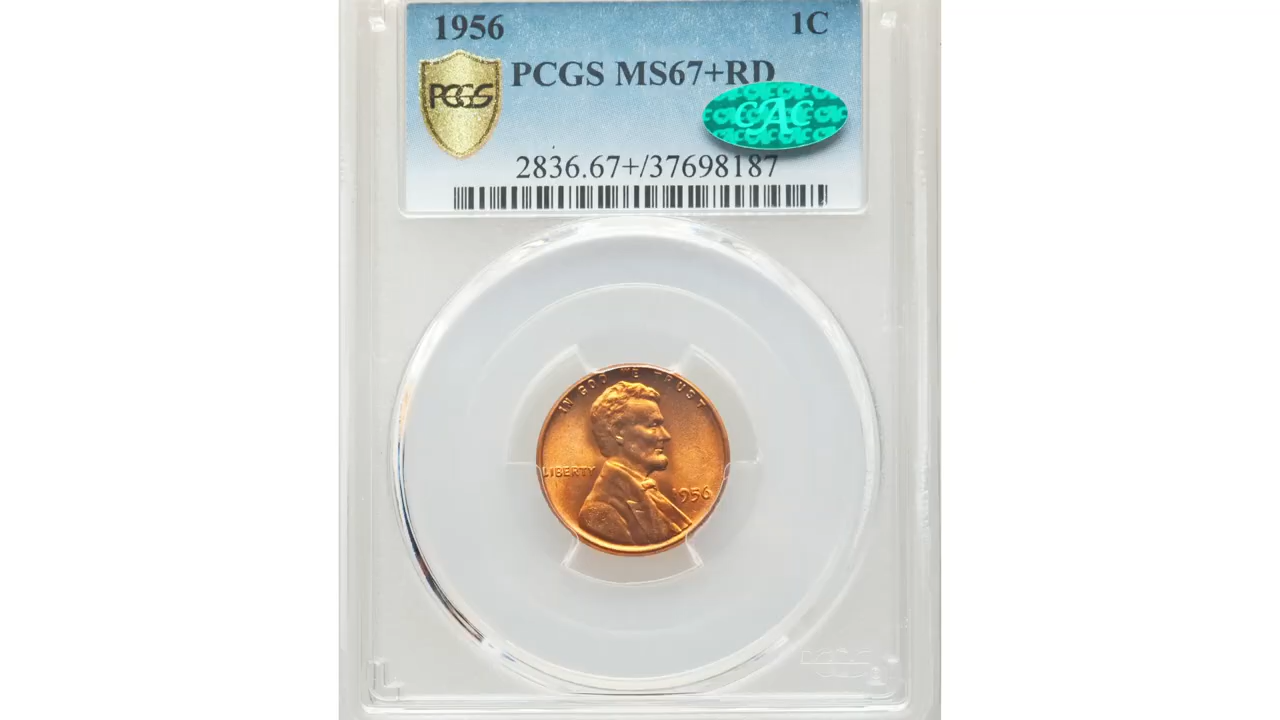 1956 1C
PCGS MS67+RD
PCGS
CAC
2836.67+/37698187
IN GOD WE TRUST
LIBERTY
1956